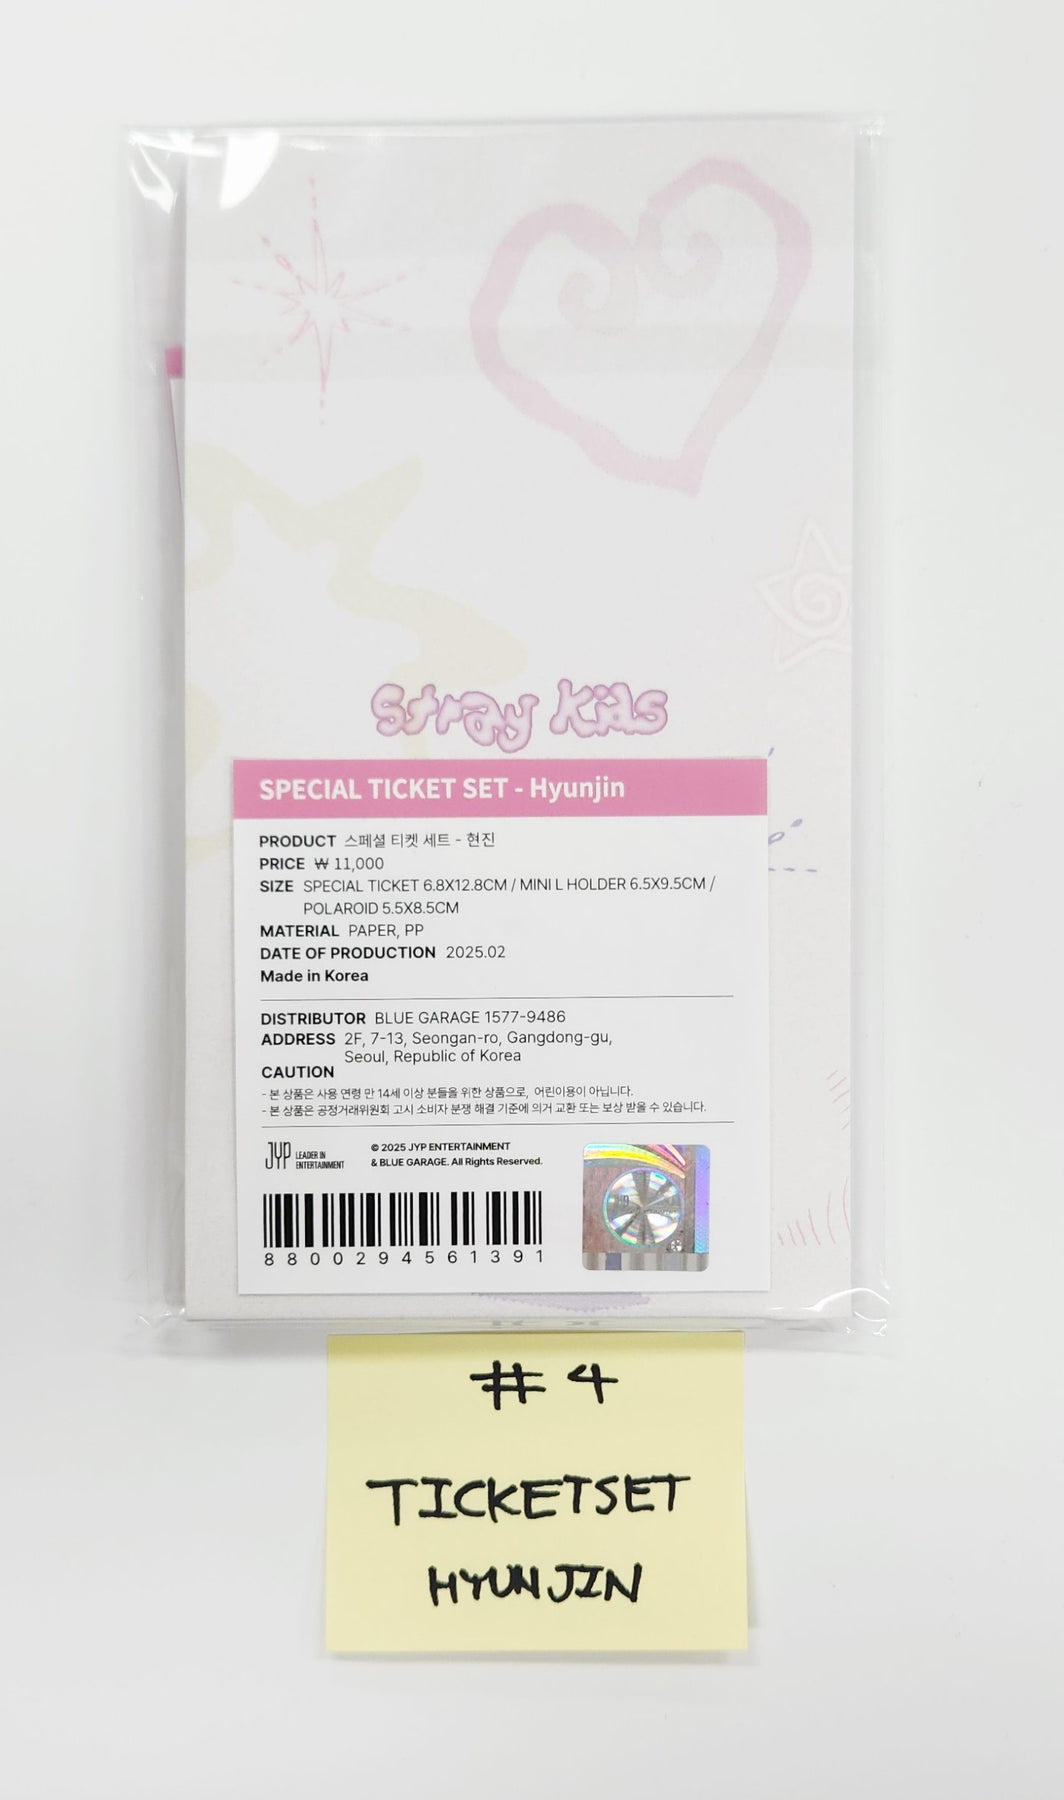 Stray Kids
SPECIAL TICKET SET - Hyunjin
PRODUCT 스페셜 티켓 세트 - 현진
PRICE ₩ 11,000
SIZE SPECIAL TICKET 6.8X12.8CM / MINI L HOLDER 6.5X9.5CM /
POLAROID 5.5X8.5CM
MATERIAL PAPER, PP
DATE OF PRODUCTION 2025.02
Made in Korea
DISTRIBUTOR BLUE GARAGE 1577-9486
ADDRESS 2F, 7-13, Seongan-ro, Gangdong-gu,
Seoul, Republic of Korea
CAUTION
- 본 상품은 사용 연령 만 14세 이상 분들을 위한 상품으로, 어린이용이 아닙니다.
- 본 상품은 공정거래위원회 고시 소비자 분쟁 해결 기준에 의거 교환 또는 보상 받을 수 있습니다.
JYP LEADER IN
ENTERTAINMENT
© 2025 JYP ENTERTAINMENT
& BLUE GARAGE. All Rights Reserved.
8800294561391
# 4
TICKETSET
HYUNJIN